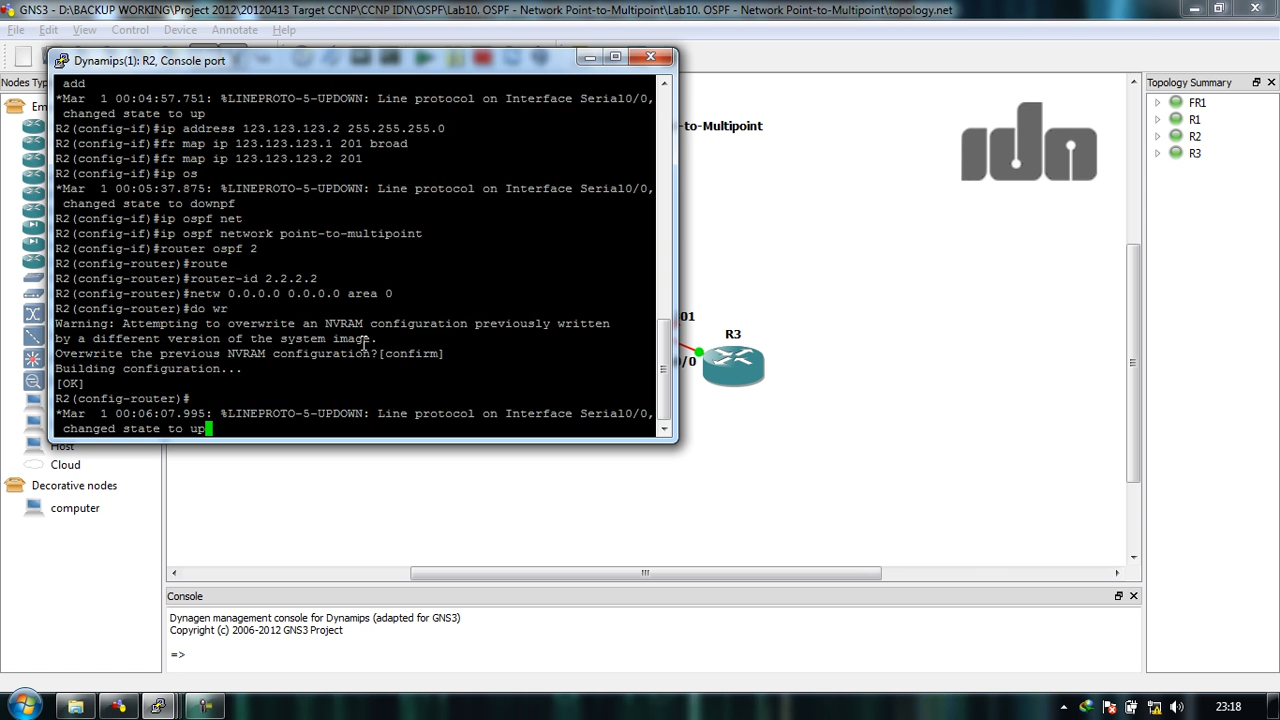 GNS3 - D:\BACKUP WORKING\Project 2012\20120413 Target CCNP\CCNP IDN\OSPF\Lab10. OSPF - Network Point-to-Multipoint\Lab10. OSPF - Network Point-to-Multipoint\topology.net
File Edit View Control Device Annotate Help
Dynamips(1): R2, Console port
add
*Mar  1 00:04:57.751: %LINEPROTO-5-UPDOWN: Line protocol on Interface Serial0/0,
changed state to up
R2(config-if)#ip address 123.123.123.2 255.255.255.0
R2(config-if)#fr map ip 123.123.123.1 201 broad
R2(config-if)#fr map ip 123.123.123.2 201
R2(config-if)#ip os
*Mar  1 00:05:37.875: %LINEPROTO-5-UPDOWN: Line protocol on Interface Serial0/0,
changed state to downpf
R2(config-if)#ip ospf net
R2(config-if)#ip ospf network point-to-multipoint
R2(config-if)#router ospf 2
R2(config-router)#route
R2(config-router)#router-id 2.2.2.2
R2(config-router)#netw 0.0.0.0 0.0.0.0 area 0
R2(config-router)#do wr
Warning: Attempting to overwrite an NVRAM configuration previously written
by a different version of the system image.
Overwrite the previous NVRAM configuration?[confirm]
Building configuration...
[OK]
R2(config-router)#
*Mar  1 00:06:07.995: %LINEPROTO-5-UPDOWN: Line protocol on Interface Serial0/0,
changed state to up
Nodes Typ
Em
Host
Cloud
Decorative nodes
computer
-to-Multipoint
idn
01
R3
/0
Topology Summary
FR1
R1
R2
R3
Console
Dynagen management console for Dynamips (adapted for GNS3)
Copyright (c) 2006-2012 GNS3 Project
=>
23:18